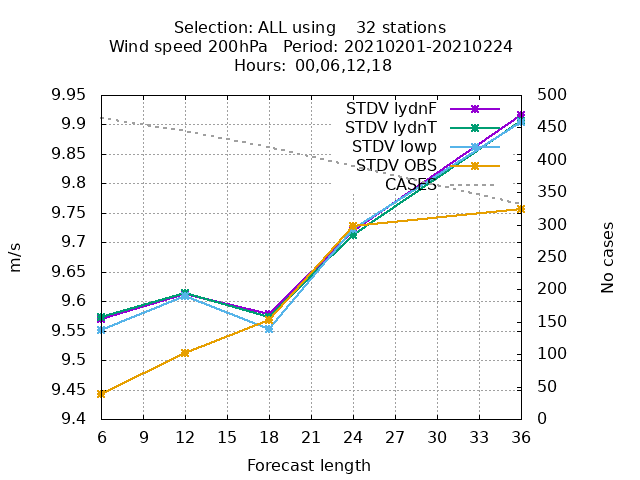 Selection: ALL using    32 stations
Wind speed 200hPa   Period: 20210201-20210224
Hours:  00,06,12,18
STDV lydnF
STDV lydnT
STDV lowp
STDV OBS
CASES
m/s
9.95
9.9
9.85
9.8
9.75
9.7
9.65
9.6
9.55
9.5
9.45
9.4
No cases
500
450
400
350
300
250
200
150
100
50
0
6 9 12 15 18 21 24 27 30 33 36
Forecast length